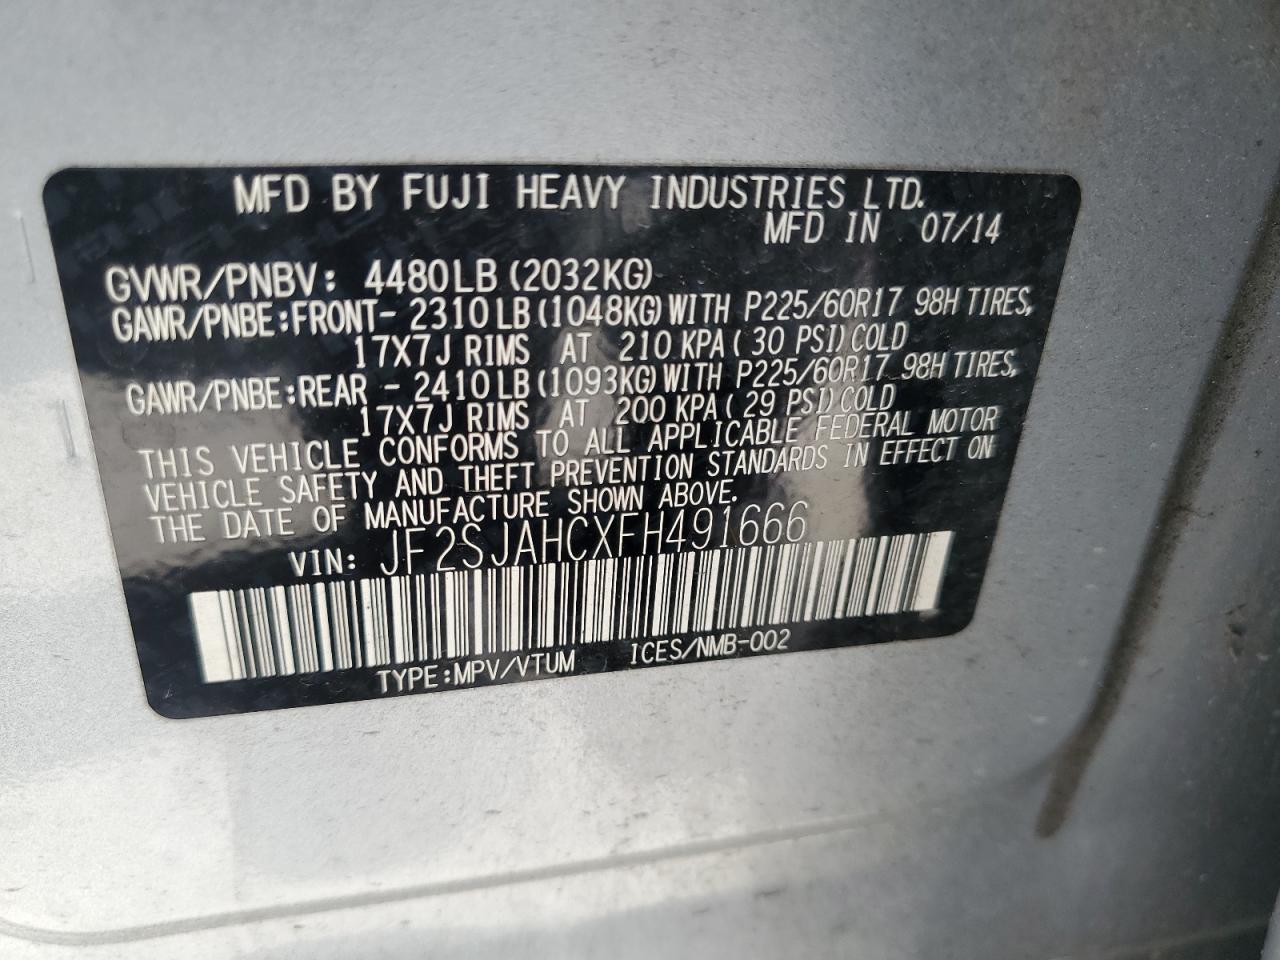 MFD BY FUJI HEAVY INDUSTRIES LTD.
MFD IN 07/14
GVWR/PNBV: 4480LB (2032KG)
GAWR/PNBE:FRONT- 2310LB(1048KG)WITH P225/60R17 98H TIRES,
17X7J RIMS AT 210 KPA( 30 PSI)COLD
GAWR/PNBE:REAR - 2410LB(1093KG)WITH P225/60R17 98H TIRES,
17X7J RIMS AT 200 KPA( 29 PSI)COLD
THIS VEHICLE CONFORMS TO ALL APPLICABLE FEDERAL MOTOR
VEHICLE SAFETY AND THEFT PREVENTION STANDARDS IN EFFECT ON
THE DATE OF MANUFACTURE SHOWN ABOVE.
VIN: JF2SJAHCXFH491666
TYPE:MPV/VTUM ICES/NMB-002